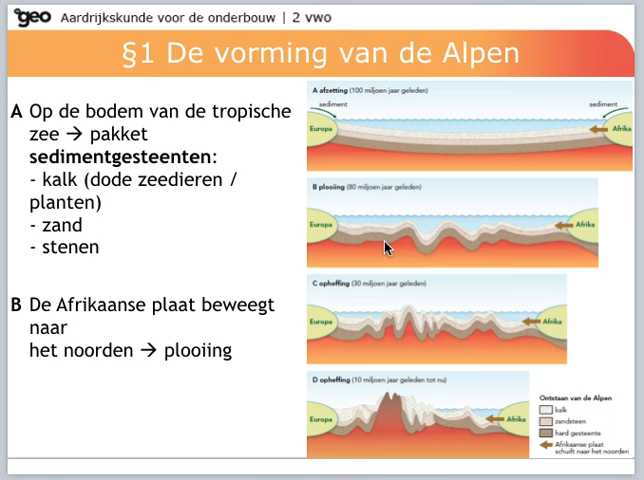 geo Aardrijkskunde voor de onderbouw | 2 vwo
§1 De vorming van de Alpen
A Op de bodem van de tropische
zee → pakket
sedimentgesteenten:
- kalk (dode zeedieren /
planten)
- zand
- stenen
B De Afrikaanse plaat beweegt
naar
het noorden → plooiing
A afzetting (100 miljoen jaar geleden)
sediment
sediment
Europa
Afrika
B plooiing (80 miljoen jaar geleden)
Europa
Afrika
C opheffing (30 miljoen jaar geleden)
Europa
Afrika
D opheffing (10 miljoen jaar geleden tot nu)
Europa
Afrika
Ontstaan van de Alpen
kalk
zandsteen
hard gesteente
Afrikaanse plaat
schuift naar het noorden